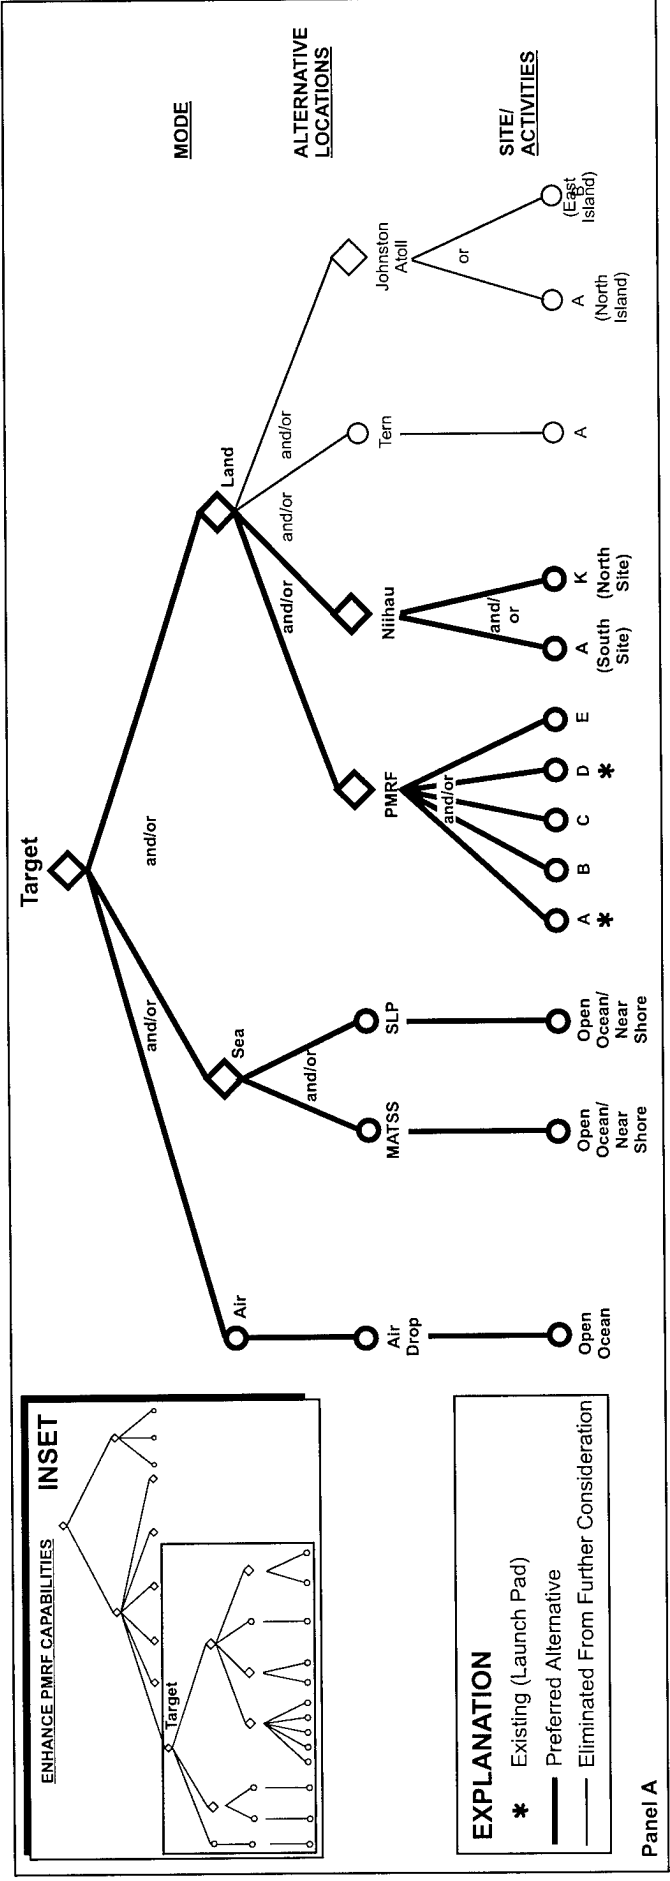 INSET
ENHANCE PMRF CAPABILITIES
Target
EXPLANATION
* Existing (Launch Pad)
Preferred Alternative
Eliminated From Further Consideration
Panel A
Target
and/or
and/or
MODE
Air
Sea
Land
and/or
and/or
and/or
and/or
ALTERNATIVE
LOCATIONS
Air
Drop
MATSS
SLP
PMRF
Niihau
Tern
Johnston
Atoll
and/or
and/
or
or
SITE/
ACTIVITIES
Open
Ocean
Open
Ocean/
Near
Shore
Open
Ocean/
Near
Shore
A
*
B
C
D
*
E
A
(South
Site)
K
(North
Site)
A
A
(North
Island)
B
(East
Island)